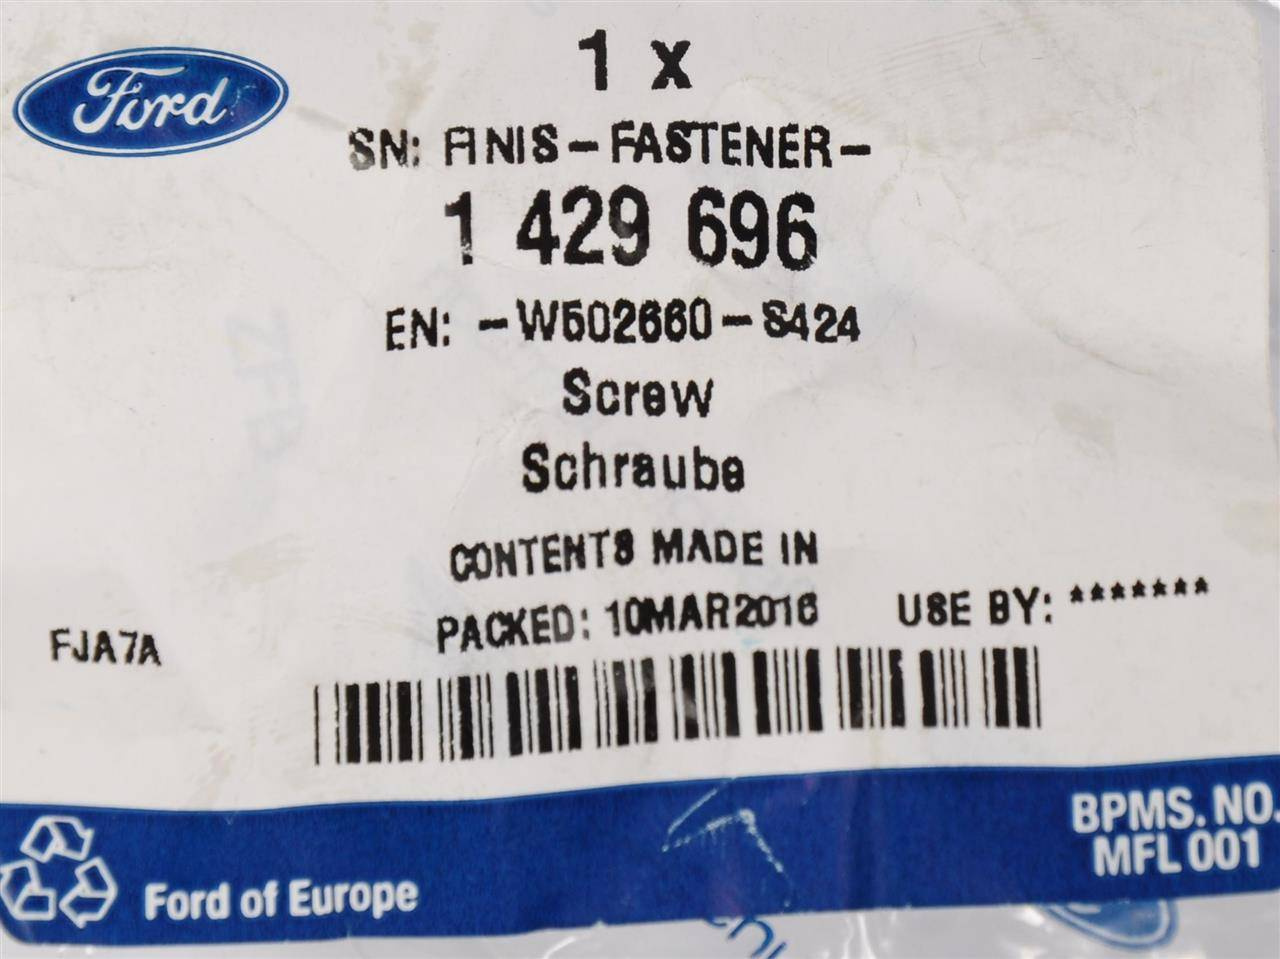 Ford
1 x
SN: FINIS-FASTENER-
1 429 696
EN: -W502660-S424
Screw
Schraube
CONTENTS MADE IN
PACKED: 10MAR2016 USE BY: *******
FJA7A
BPMS. NO.
MFL 001
Ford of Europe